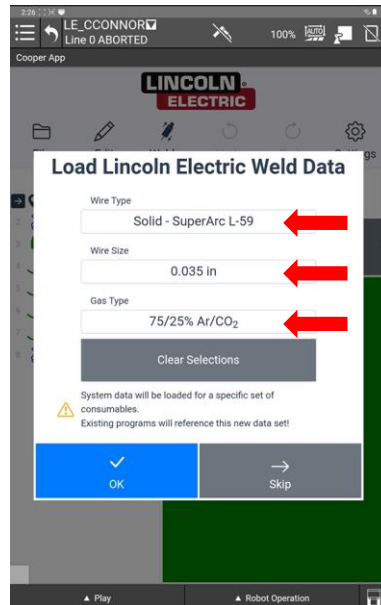 2:26
LE_CCONNOR
Line 0 ABORTED
100%
AUTO
Cooper App
LINCOLN
ELECTRIC
Load Lincoln Electric Weld Data
Wire Type
Solid - SuperArc L-59
Wire Size
0.035 in
Gas Type
75/25% Ar/CO₂
Clear Selections
System data will be loaded for a specific set of
consumables.
Existing programs will reference this new data set!
OK
Skip
Play
Robot Operation